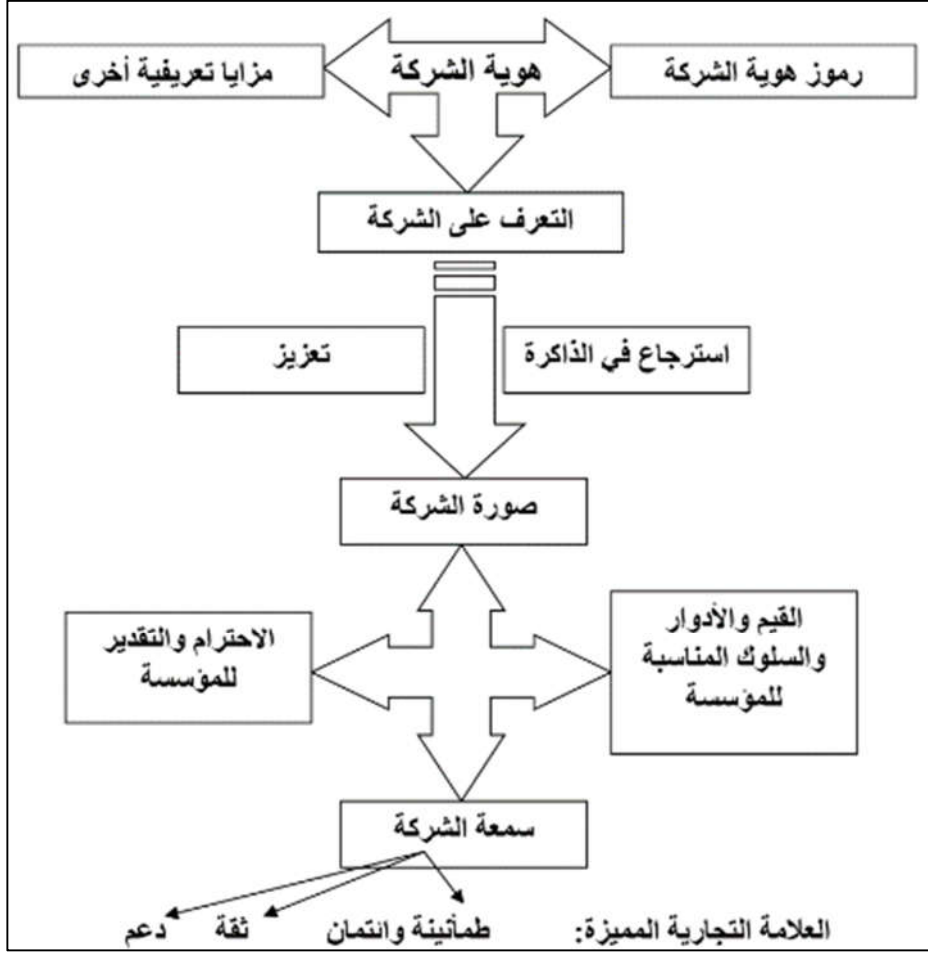 هوية الشركة
رموز هوية الشركة
مزايا تعريفية أخرى
التعرف على الشركة
استرجاع في الذاكرة
تعزيز
صورة الشركة
القيم والأدوار
والسلوك المناسبة
للمؤسسة
الاحترام والتقدير
للمؤسسة
سمعة الشركة
العلامة التجارية المميزة: طمأنينة وائتمان ثقة دعم